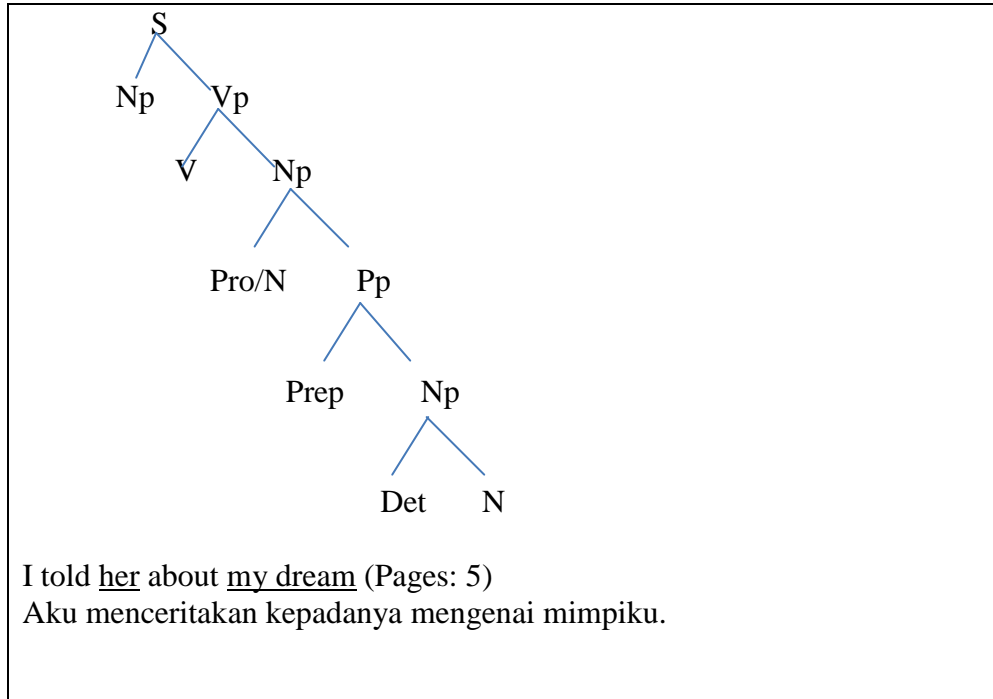 S
Np Vp
V Np
Pro/N Pp
Prep Np
Det N
I told her about my dream (Pages: 5)
Aku menceritakan kepadanya mengenai mimpiku.